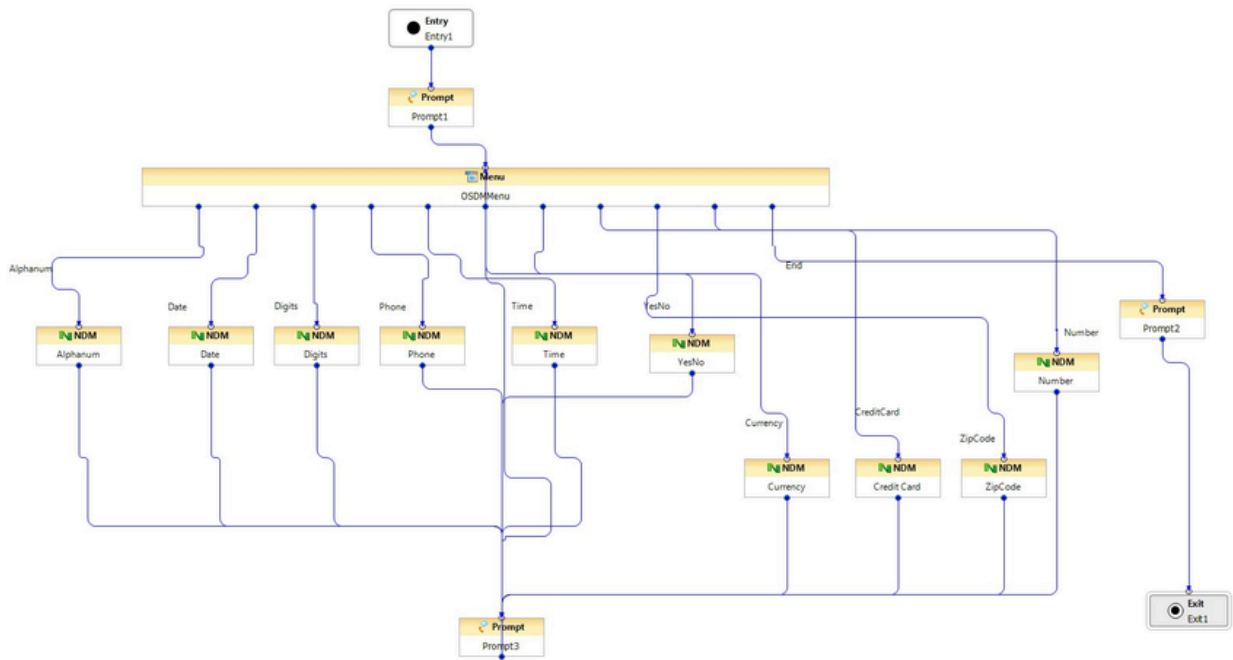 Entry
Entry1
Prompt
Prompt1
Menu
OSDMMenu
Alphanum
End
Date
Digits
Phone
Time
YesNo
Prompt
Prompt2
NDM
Alphanum
NDM
Date
NDM
Digits
NDM
Phone
NDM
Time
NDM
YesNo
Number
NDM
Number
Currency
CreditCard
ZipCode
NDM
Currency
NDM
Credit Card
NDM
ZipCode
Exit
Exit1
Prompt
Prompt3